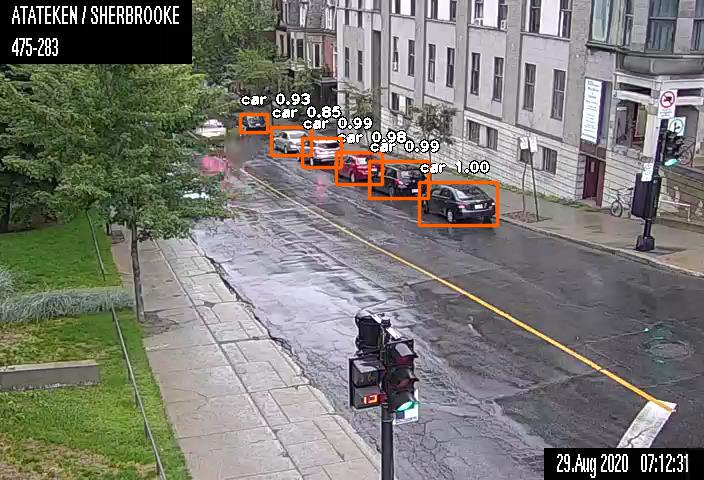 ATATEKEN / SHERBROOKE
475-283
car 0.93
car 0.85
car 0.99
car 0.98
car 0.99
car 1.00
13
29.Aug 2020 07:12:31